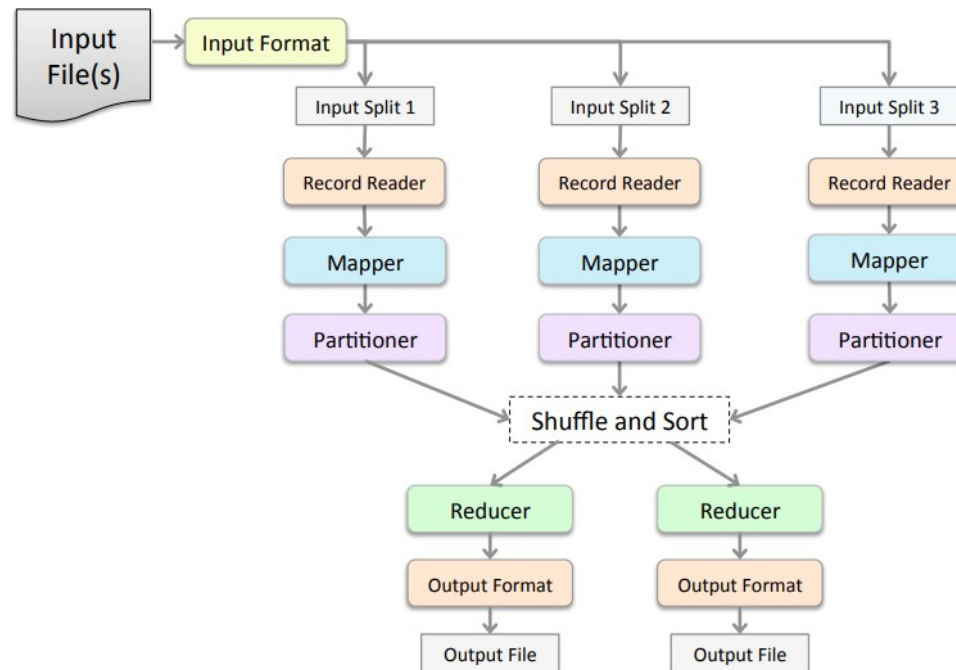 Input
File(s)
Input Format
Input Split 1
Input Split 2
Input Split 3
Record Reader
Record Reader
Record Reader
Mapper
Mapper
Mapper
Partitioner
Partitioner
Partitioner
Shuffle and Sort
Reducer
Reducer
Output Format
Output Format
Output File
Output File